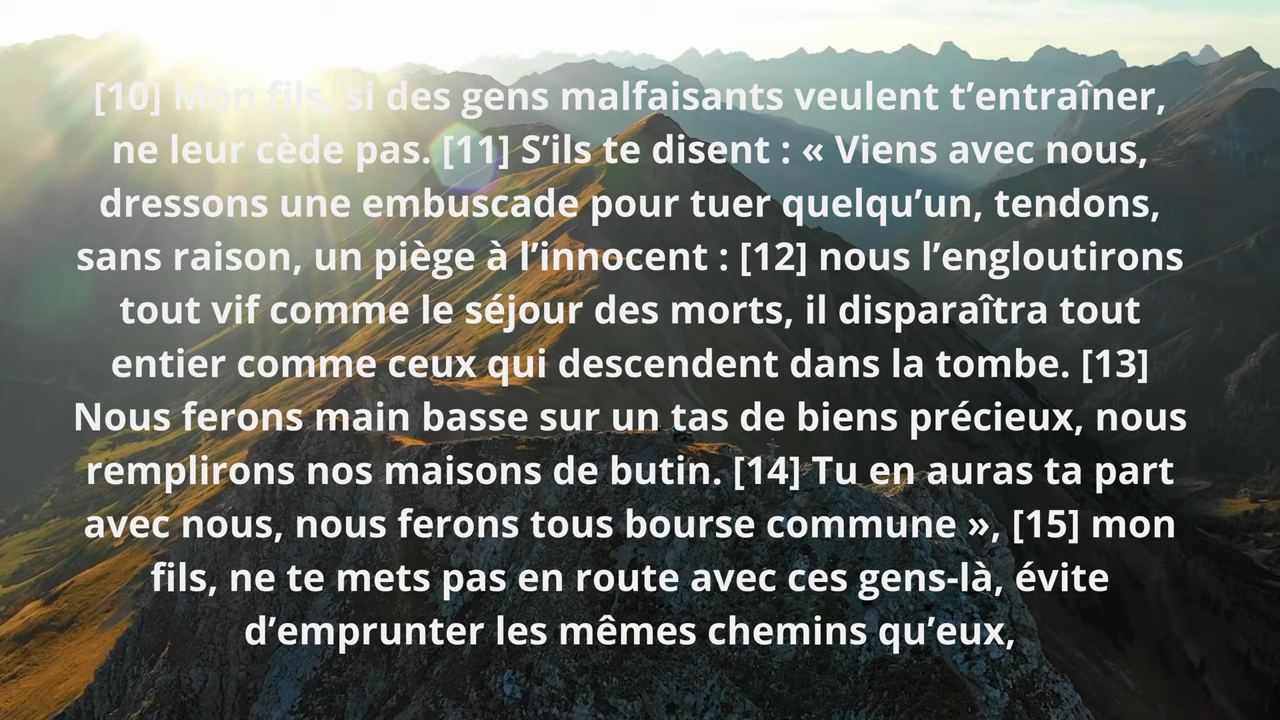 [10] Mon fils, si des gens malfaisants veulent t’entraîner,
ne leur cède pas. [11] S’ils te disent : « Viens avec nous,
dressons une embuscade pour tuer quelqu’un, tendons,
sans raison, un piège à l’innocent : [12] nous l’engloutirons
tout vif comme le séjour des morts, il disparaîtra tout
entier comme ceux qui descendent dans la tombe. [13]
Nous ferons main basse sur un tas de biens précieux, nous
remplirons nos maisons de butin. [14] Tu en auras ta part
avec nous, nous ferons tous bourse commune », [15] mon
fils, ne te mets pas en route avec ces gens-là, évite
d’emprunter les mêmes chemins qu’eux,